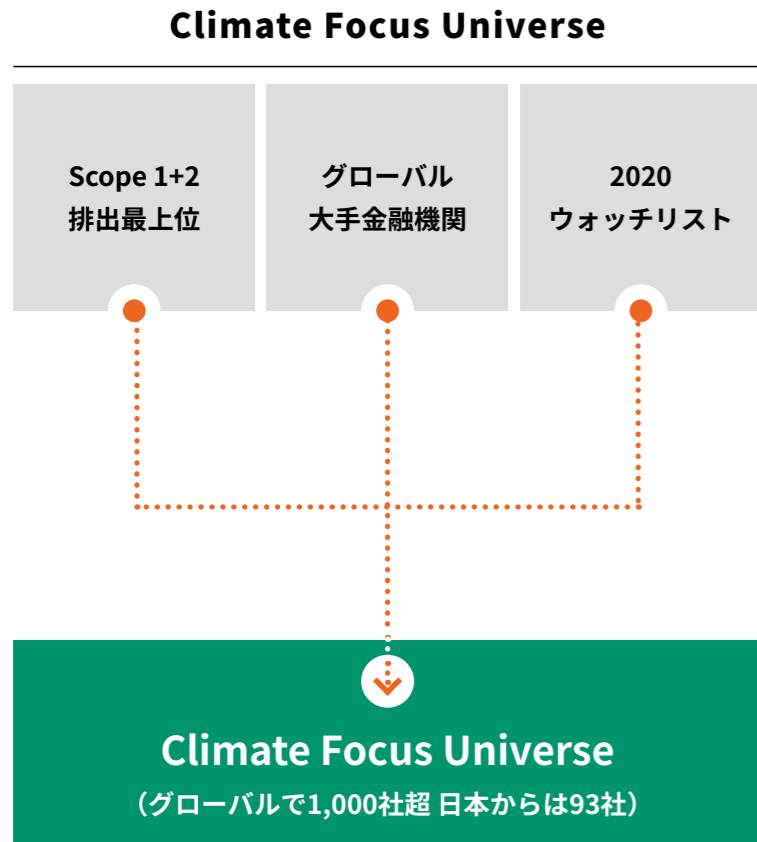 Climate Focus Universe
Scope 1+2
排出最上位
グローバル
大手金融機関
2020
ウォッチリスト
Climate Focus Universe
（グローバルで1,000社超 日本からは93社）